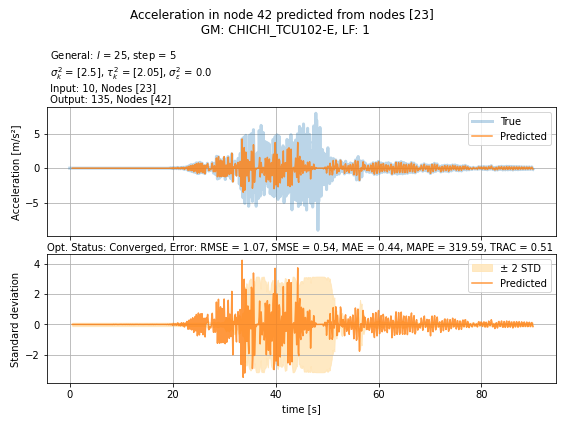 Acceleration in node 42 predicted from nodes [23]
GM: CHICHI_TCU102-E, LF: 1
General: l = 25, step = 5
σ²ₖ = [2.5], τ²ₖ = [2.05], σ²ε = 0.0
Input: 10, Nodes [23]
Output: 135, Nodes [42]
True
Predicted
Acceleration [m/s²]
5
0
−5
Opt. Status: Converged, Error: RMSE = 1.07, SMSE = 0.54, MAE = 0.44, MAPE = 319.59, TRAC = 0.51
± 2 STD
Predicted
Standard deviation
4
2
0
−2
0 20 40 60 80
time [s]